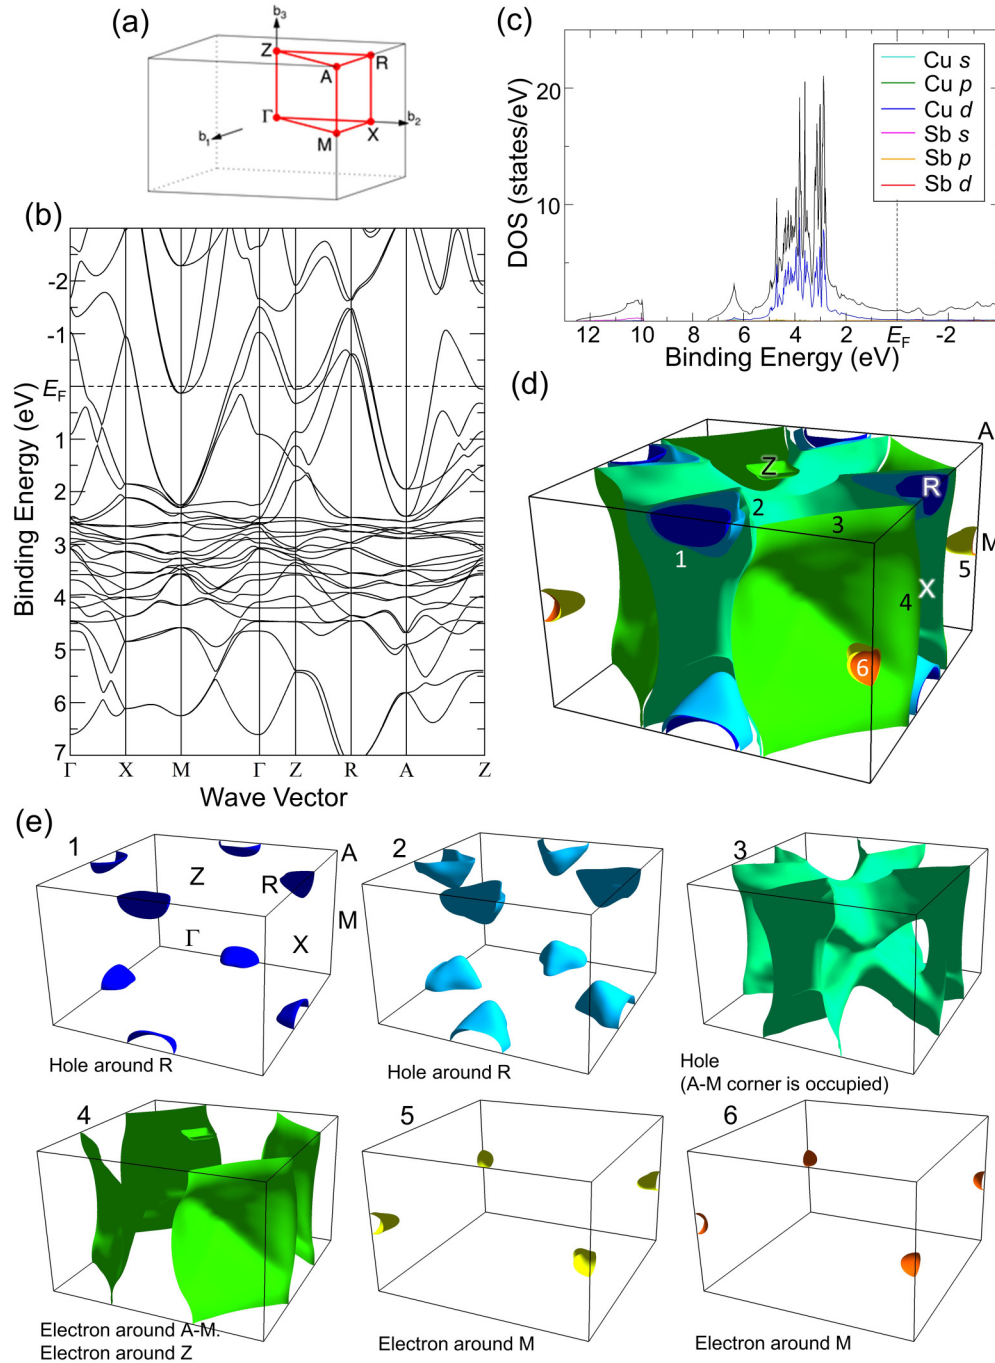 (a)
b₃
Z
R
A
Γ
b₂
b₁
X
M
(b)
-2
-1
E_F
1
2
3
4
5
6
7
Binding Energy (eV)
Γ X M Γ Z R A Z
Wave Vector
(c)
DOS (states/eV)
20
10
Cu s
Cu p
Cu d
Sb s
Sb p
Sb d
12 10 8 6 4 2 E_F -2
Binding Energy (eV)
(d)
A
Z
R
2
3
1
M
5
X
4
6
(e)
1
A
Z
R
M
Γ
X
Hole around R
2
Hole around R
3
Hole
(A-M corner is occupied)
4
Electron around A-M.
Electron around Z
5
Electron around M
6
Electron around M